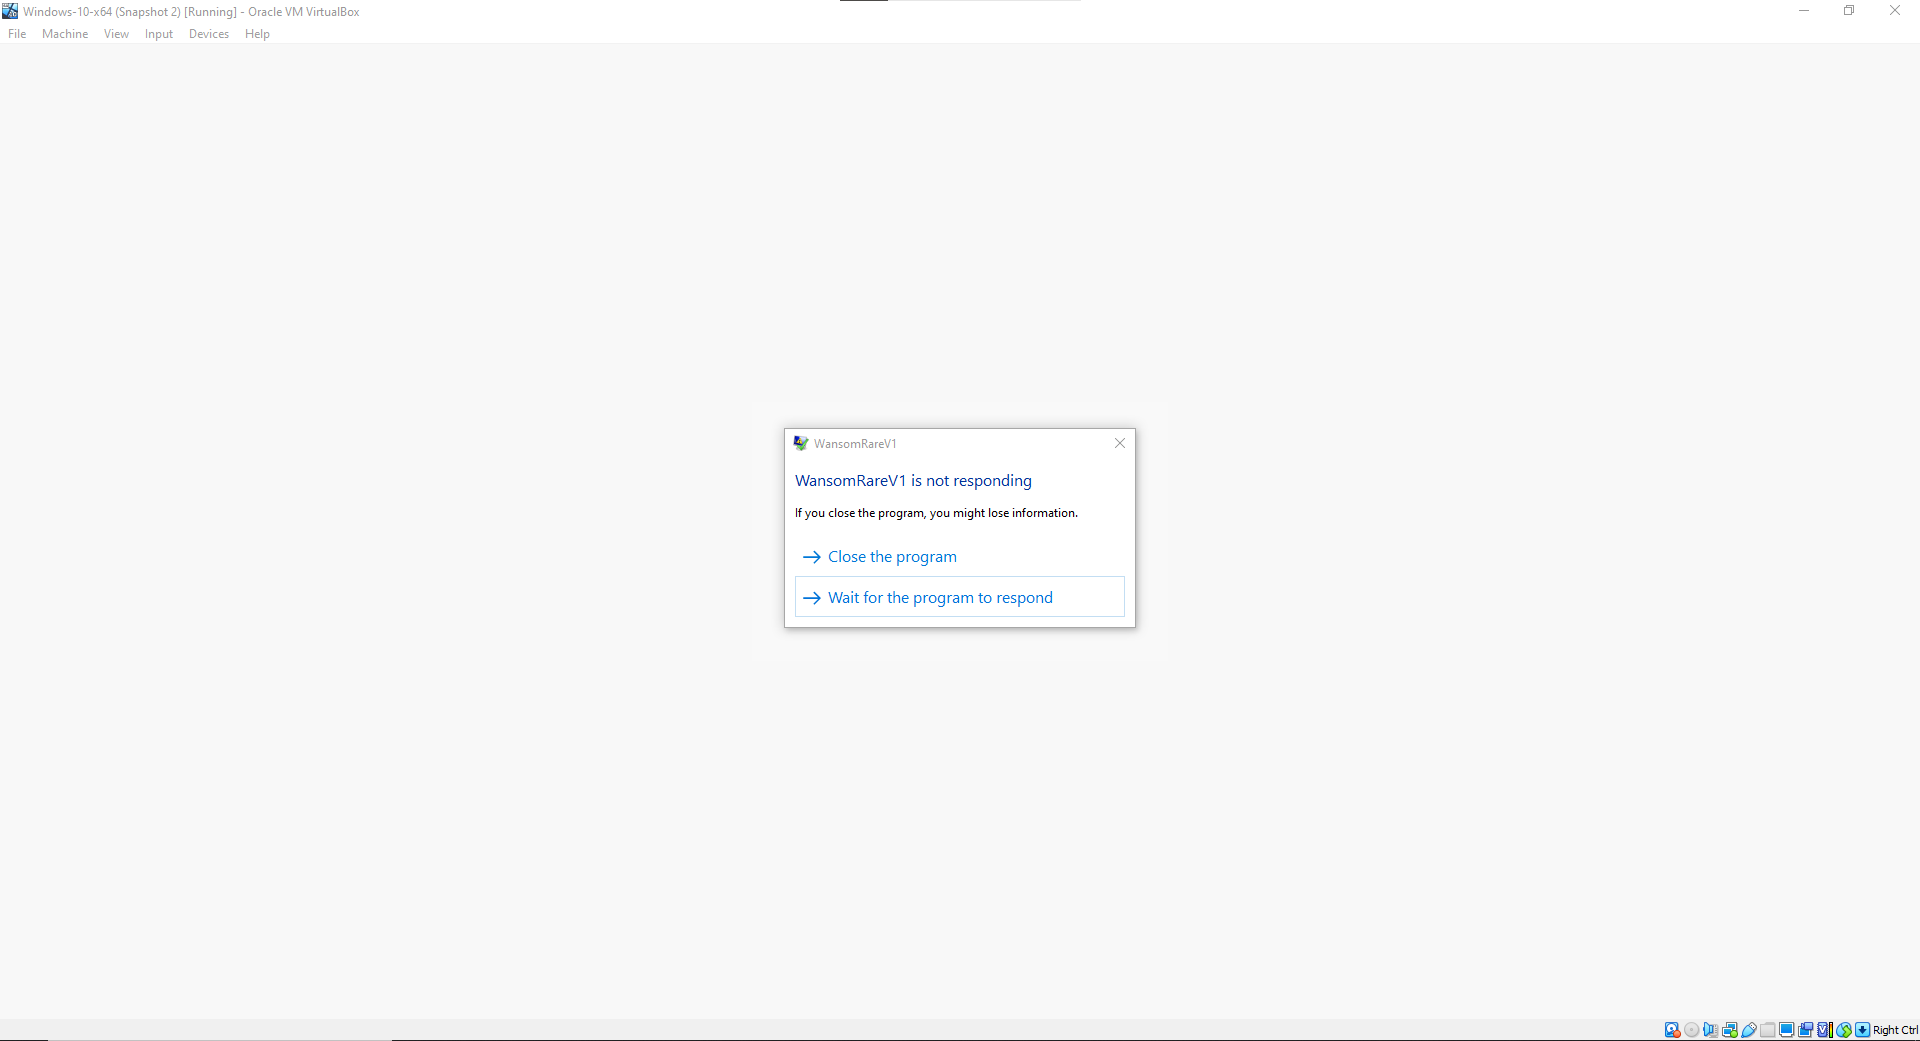 Windows-10-x64 (Snapshot 2) [Running] - Oracle VM VirtualBox
File Machine View Input Devices Help
WansomRareV1
WansomRareV1 is not responding
If you close the program, you might lose information.
Close the program
Wait for the program to respond
Right Ctrl